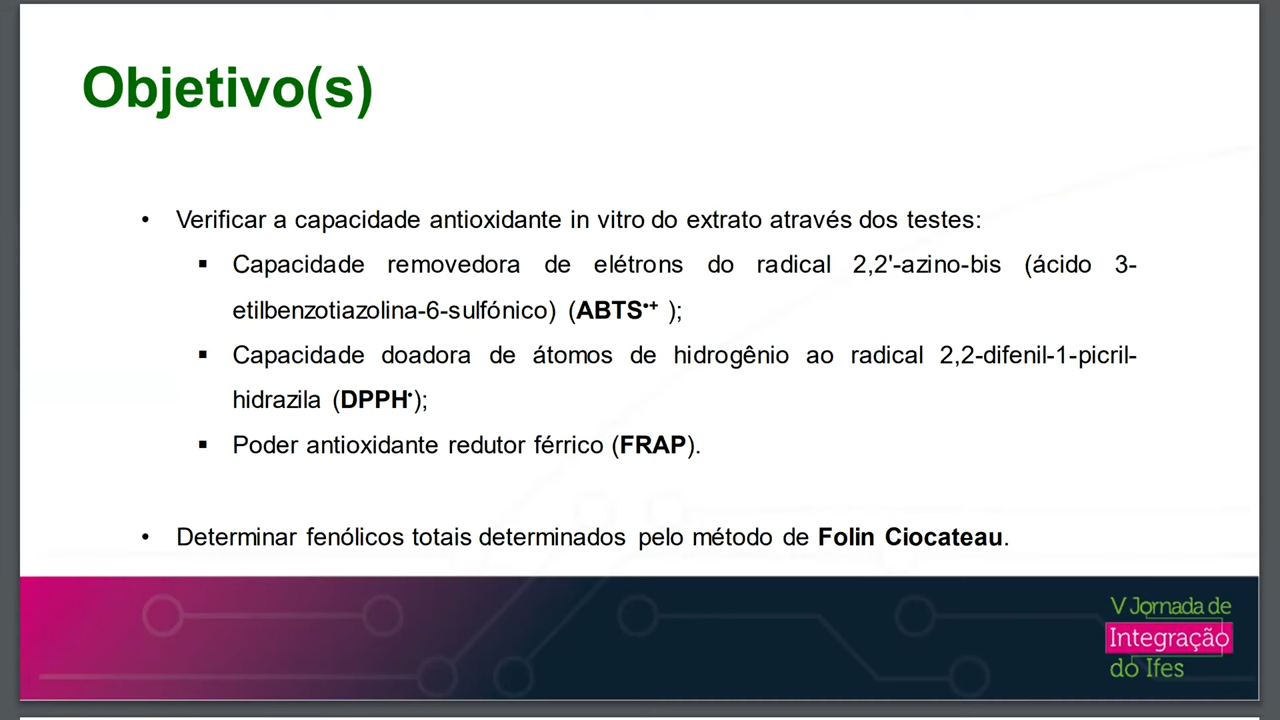 Objetivo(s)
• Verificar a capacidade antioxidante in vitro do extrato através dos testes:
▪ Capacidade removedora de elétrons do radical 2,2'-azino-bis (ácido 3-
etilbenzotiazolina-6-sulfónico) (ABTS•+ );
▪ Capacidade doadora de átomos de hidrogênio ao radical 2,2-difenil-1-picril-
hidrazila (DPPH•);
▪ Poder antioxidante redutor férrico (FRAP).
• Determinar fenólicos totais determinados pelo método de Folin Ciocateau.
V Jornada de
Integração
do Ifes